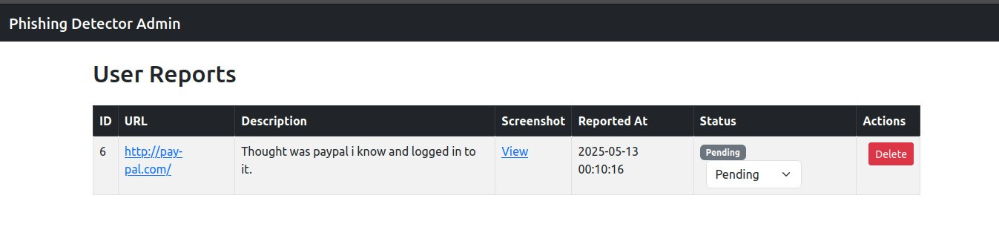 Phishing Detector Admin
User Reports
ID URL Description Screenshot Reported At Status Actions
6 http://pay- Thought was paypal i know and logged in to View 2025-05-13 Pending Delete
pal.com/ it. 00:10:16 Pending